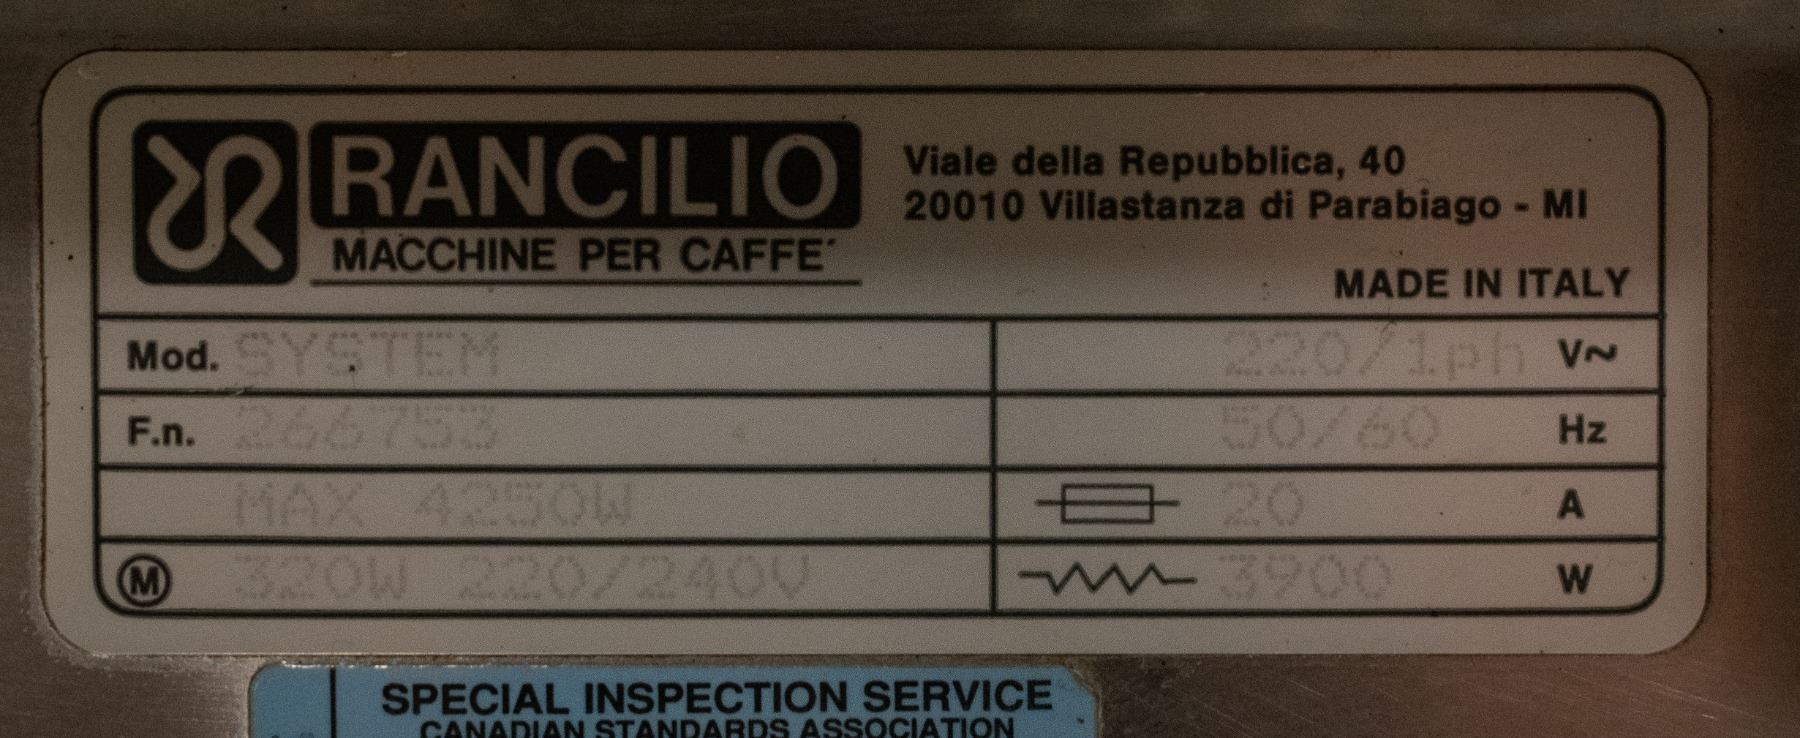 RANCILIO
MACCHINE PER CAFFE´
Viale della Repubblica, 40
20010 Villastanza di Parabiago - MI
MADE IN ITALY
Mod. SYSTEM 220/1ph V~
F.n. 266753 50/60 Hz
MAX 4250W 20 A
M 320W 220/240V 3900 W
SPECIAL INSPECTION SERVICE
CANADIAN STANDARDS ASSOCIATION